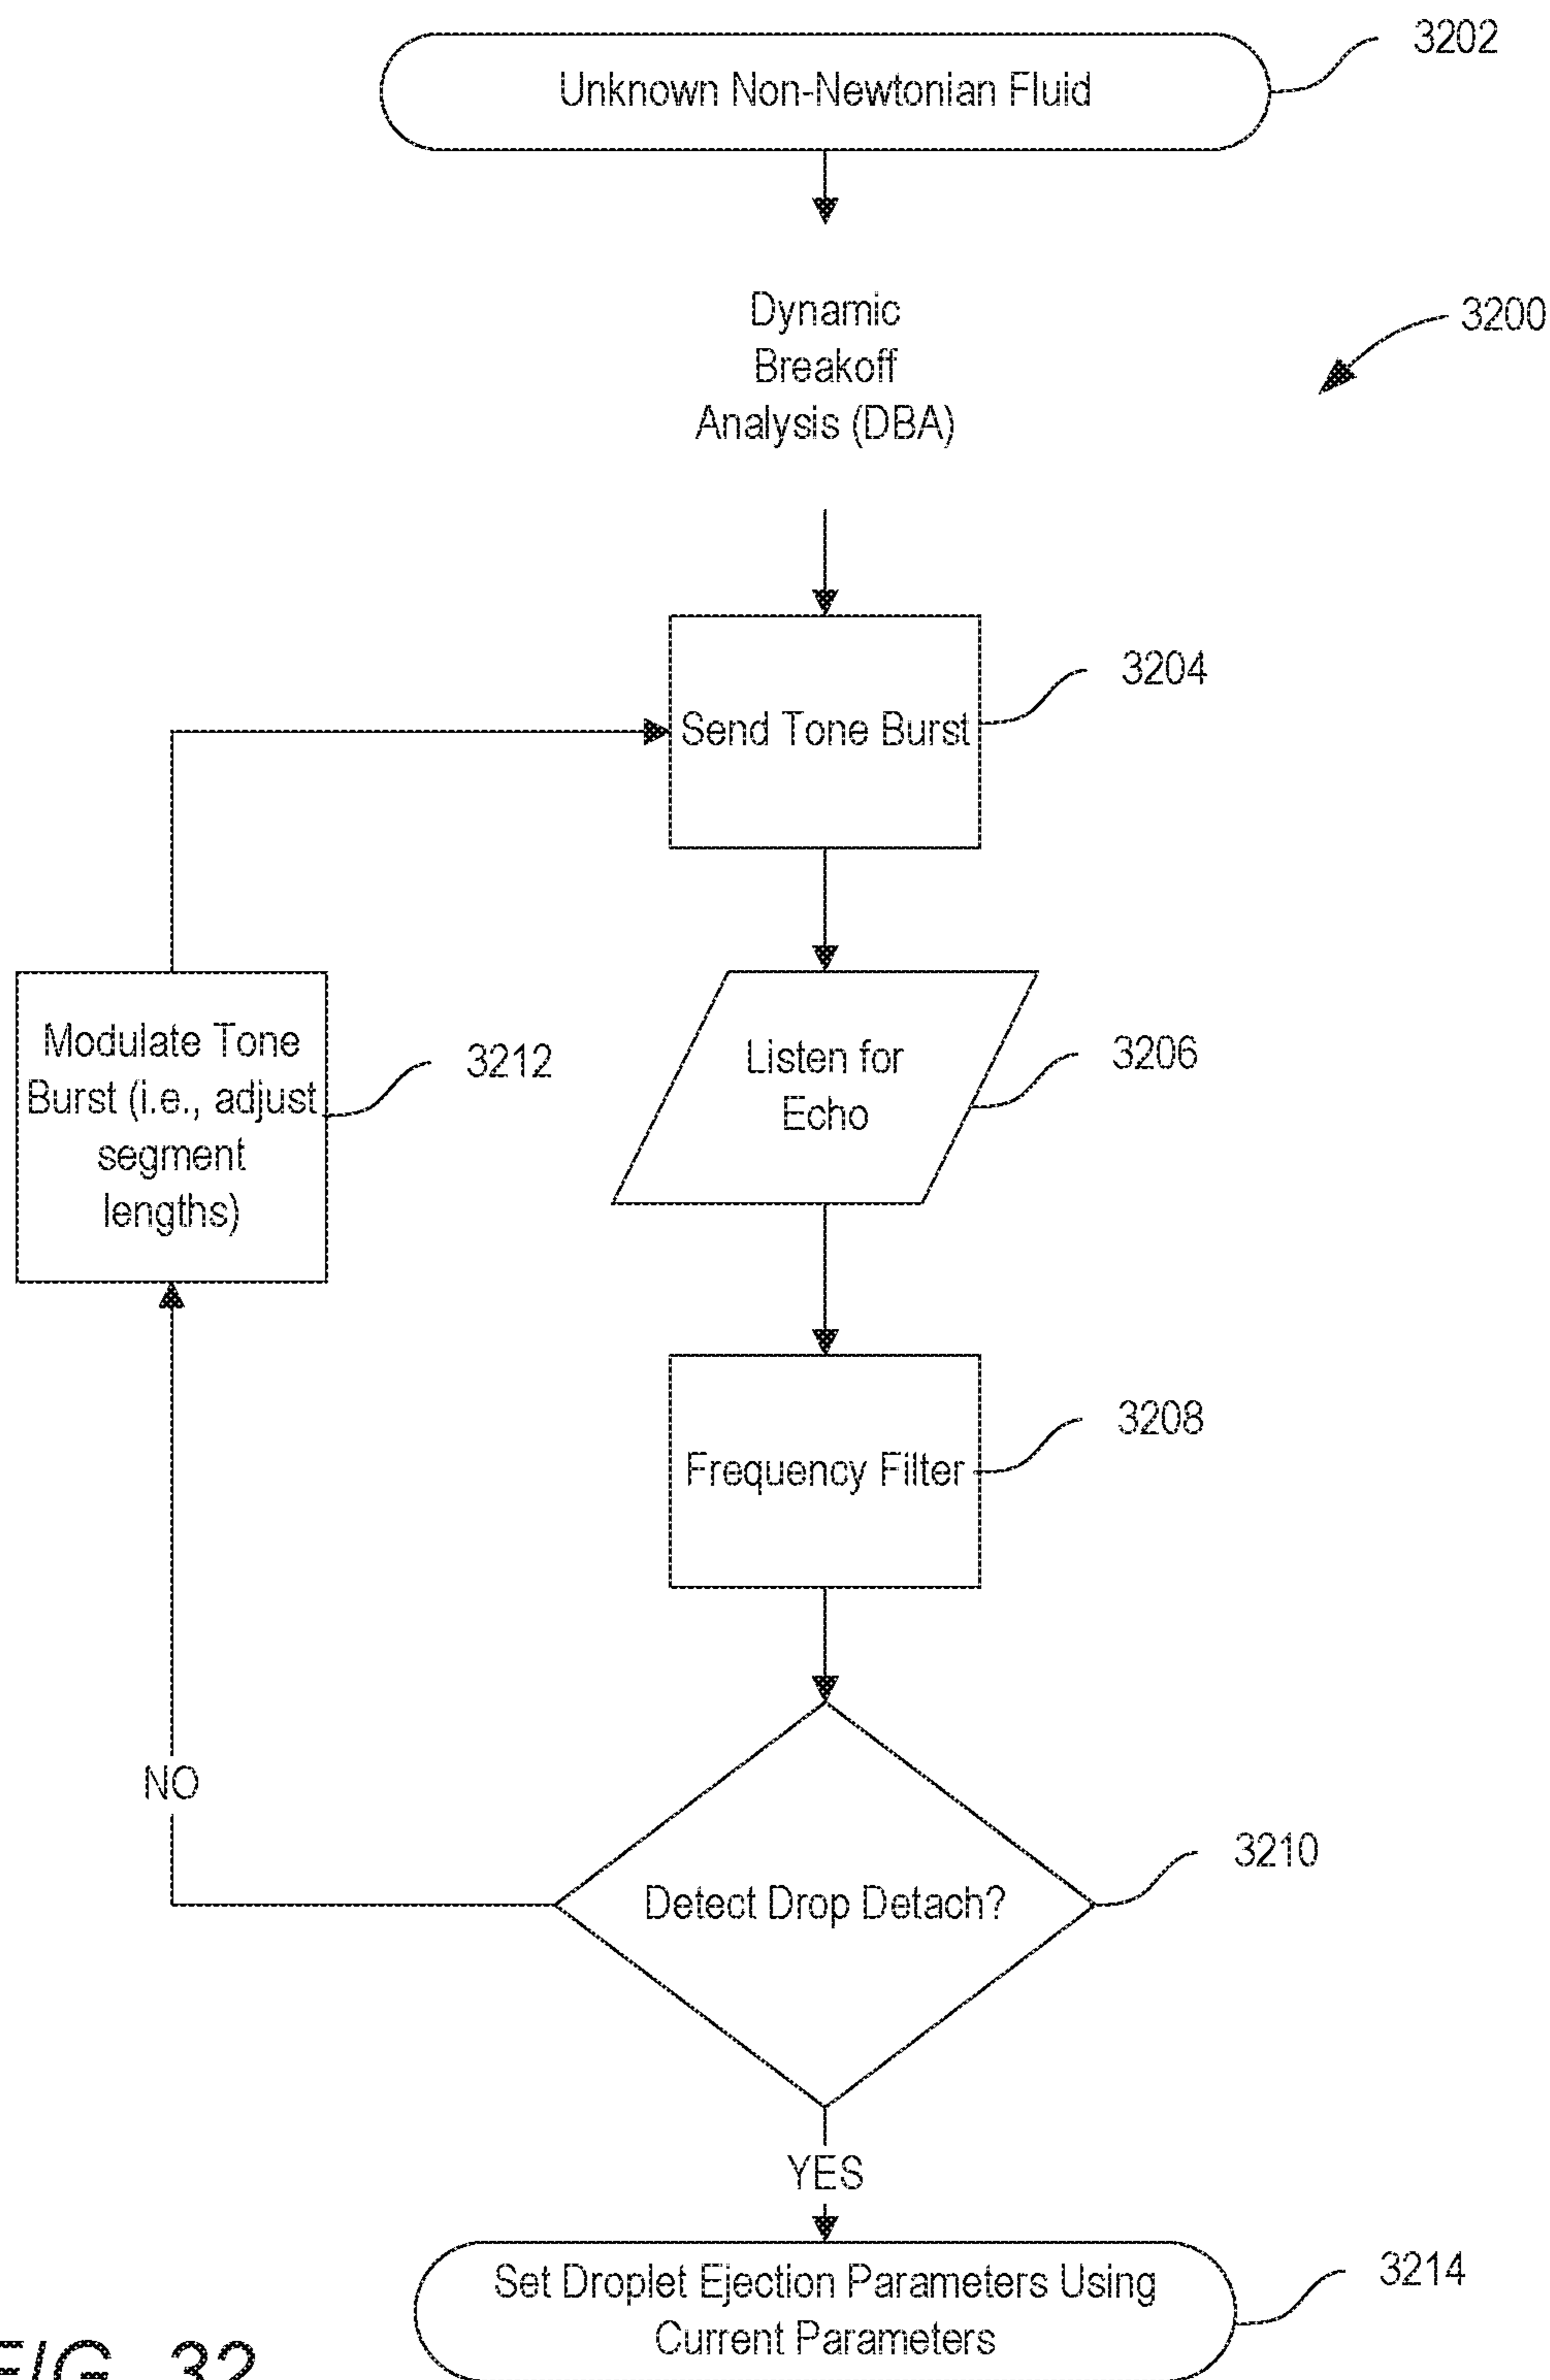 3202
Unknown Non-Newtonian Fluid
Dynamic
Breakoff
Analysis (DBA)
3200
3204
Send Tone Burst
Modulate Tone
Burst (i.e., adjust
segment
lengths)
3212
Listen for
Echo
3206
3208
Frequency Filter
NO
3210
Detect Drop Detach?
YES
Set Droplet Ejection Parameters Using
Current Parameters
3214
FIG. 32